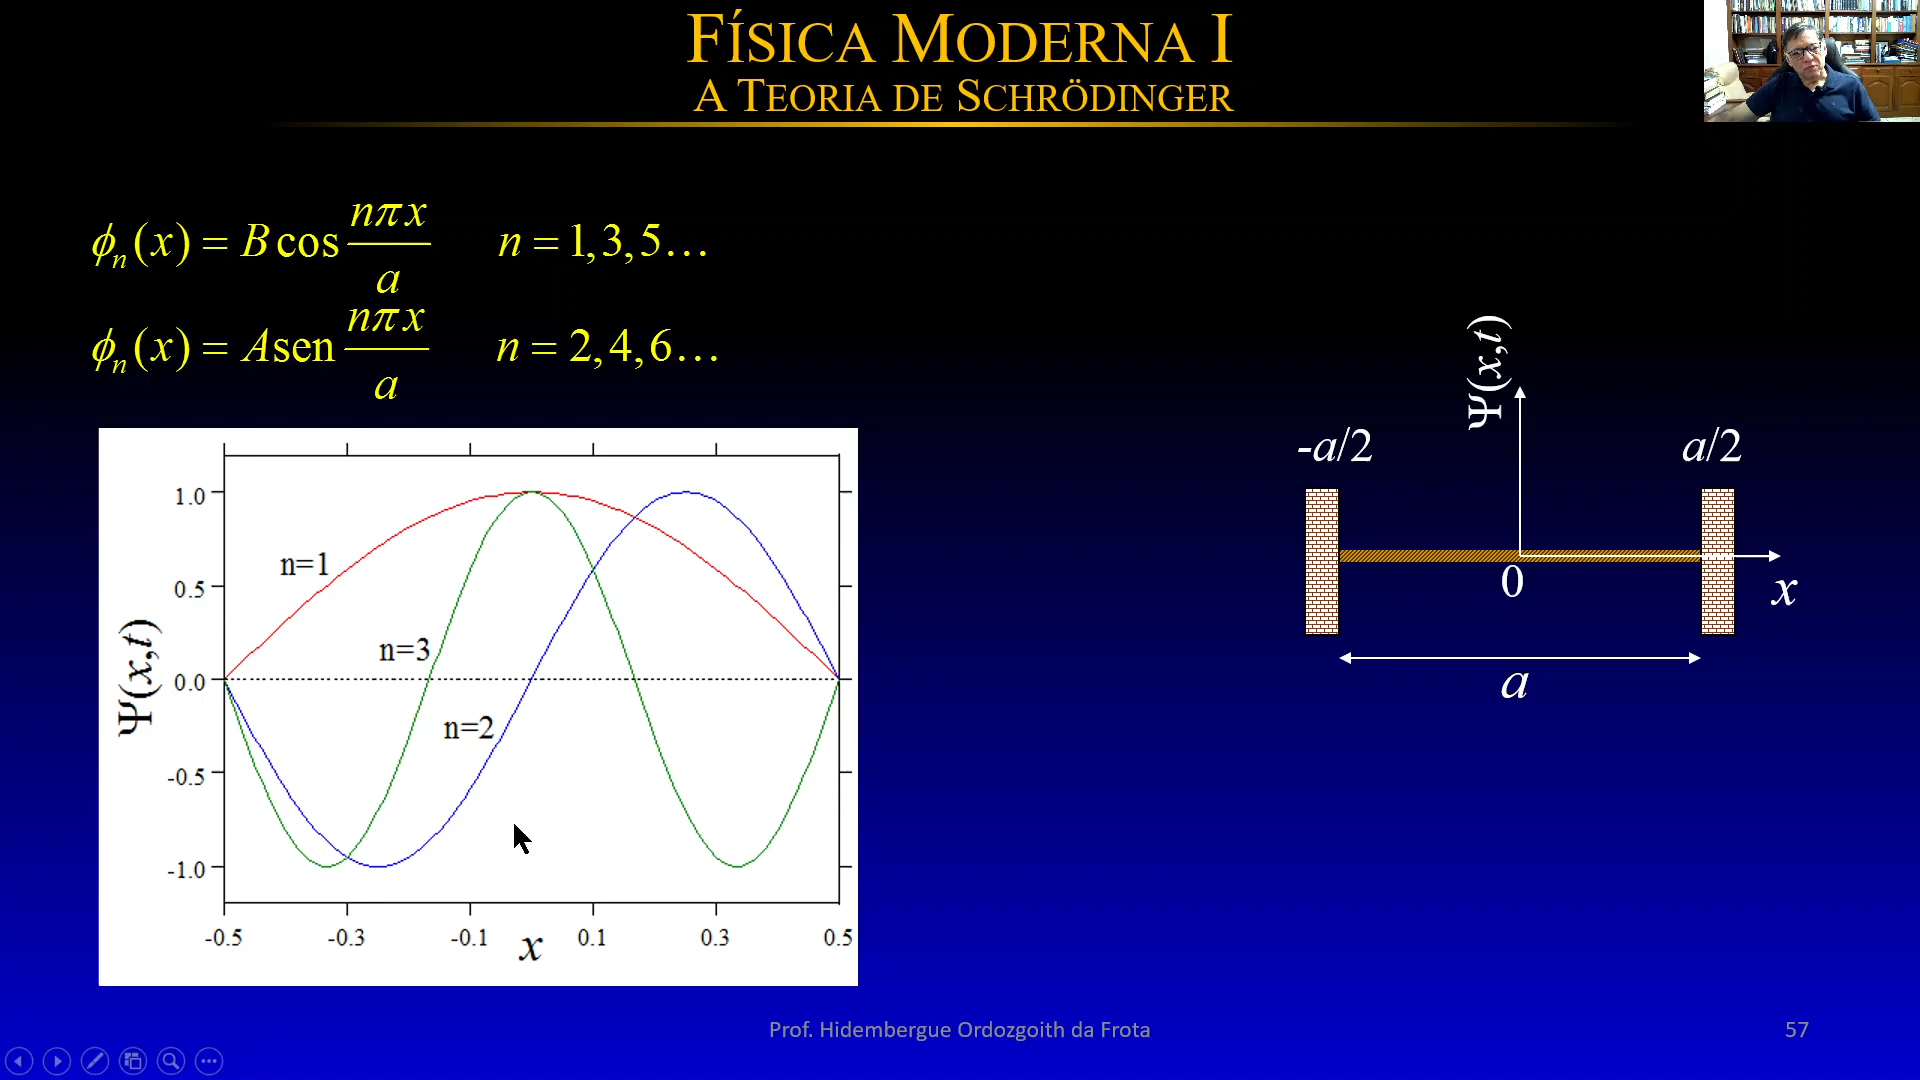 FÍSICA MODERNA I
A TEORIA DE SCHRÖDINGER
ϕₙ(x) = B cos nπx/a    n = 1,3,5…
ϕₙ(x) = A sen nπx/a    n = 2,4,6…
Ψ(x,t)
-a/2
a/2
0
x
a
1.0
0.5
0.0
-0.5
-1.0
n=1
n=3
n=2
Ψ(x,t)
-0.5 -0.3 -0.1 0.1 0.3 0.5
x
Prof. Hidembergue Ordozgoith da Frota
57